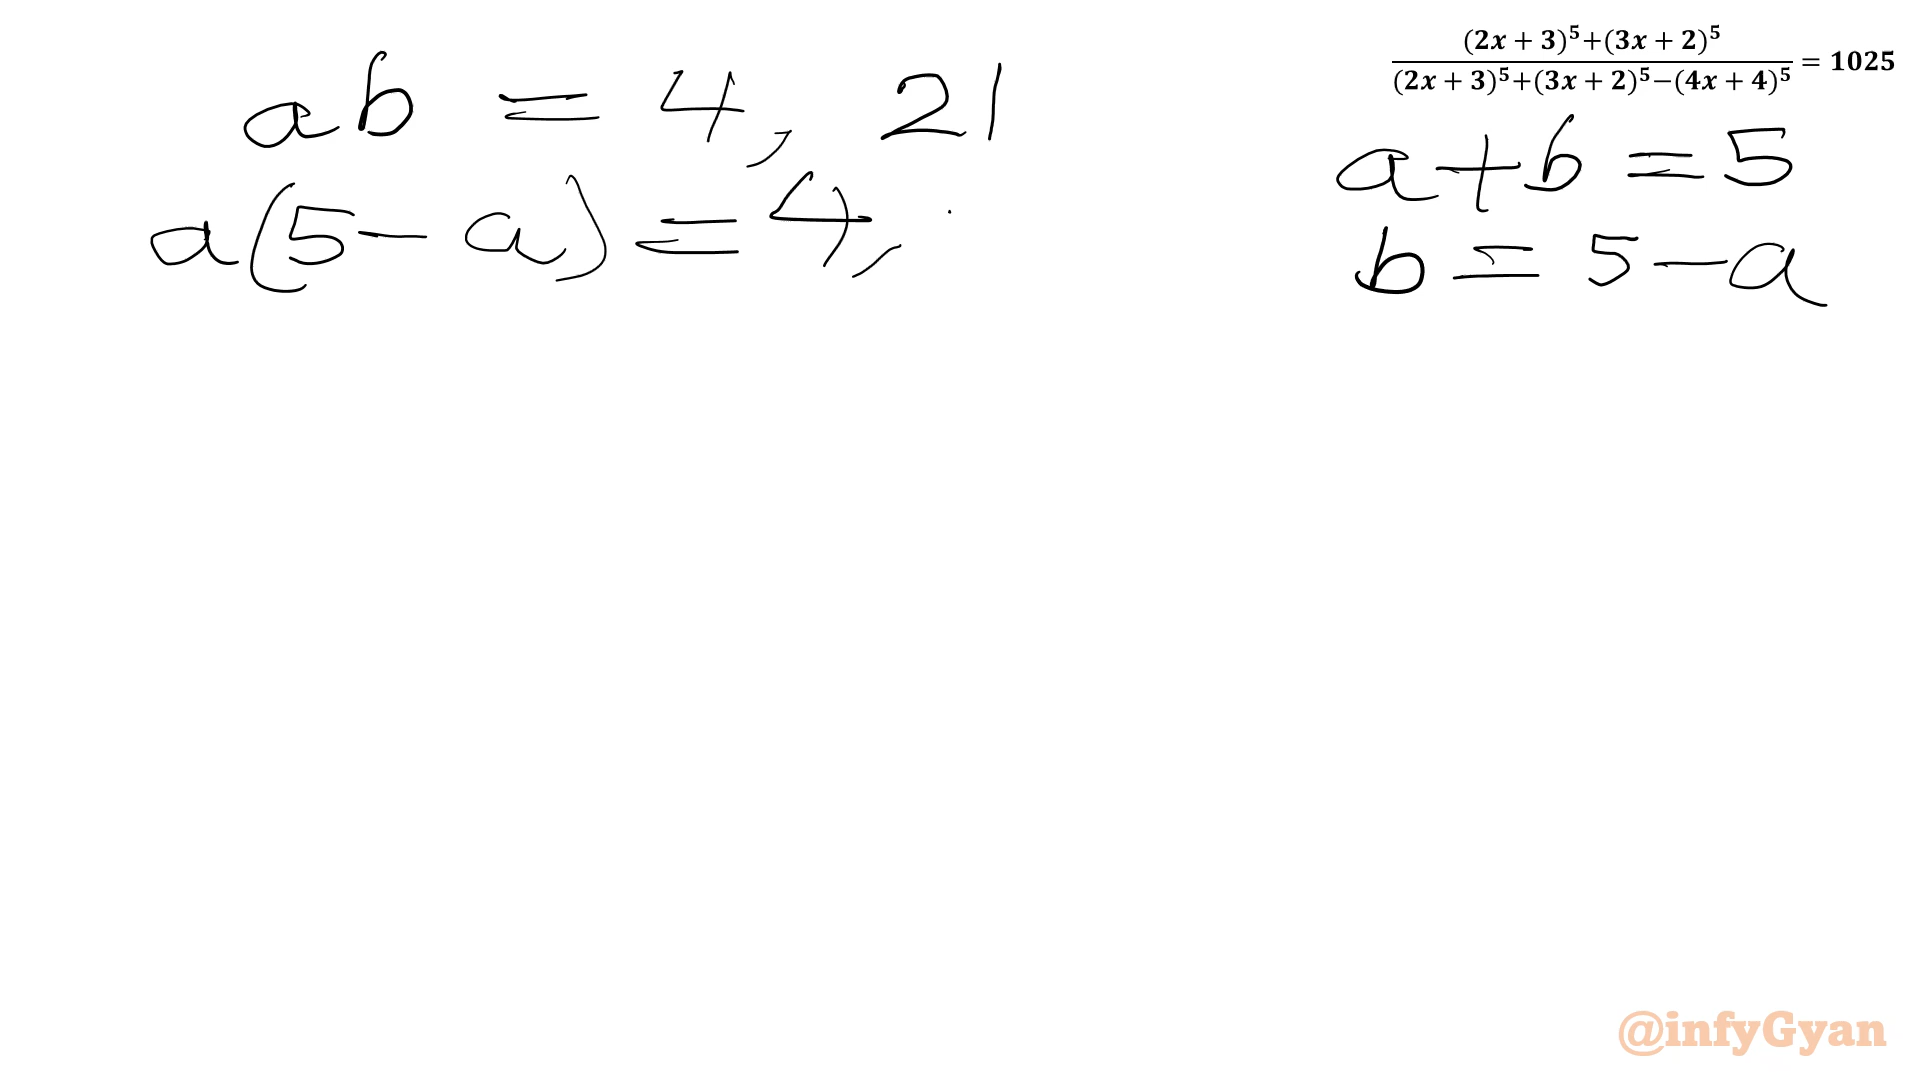 ab = 4, 21
a(5-a) = 4,
(2x + 3)^5+(3x + 2)^5 / (2x + 3)^5+(3x + 2)^5−(4x + 4)^5 = 1025
a+b = 5
b = 5-a
@infyGyan